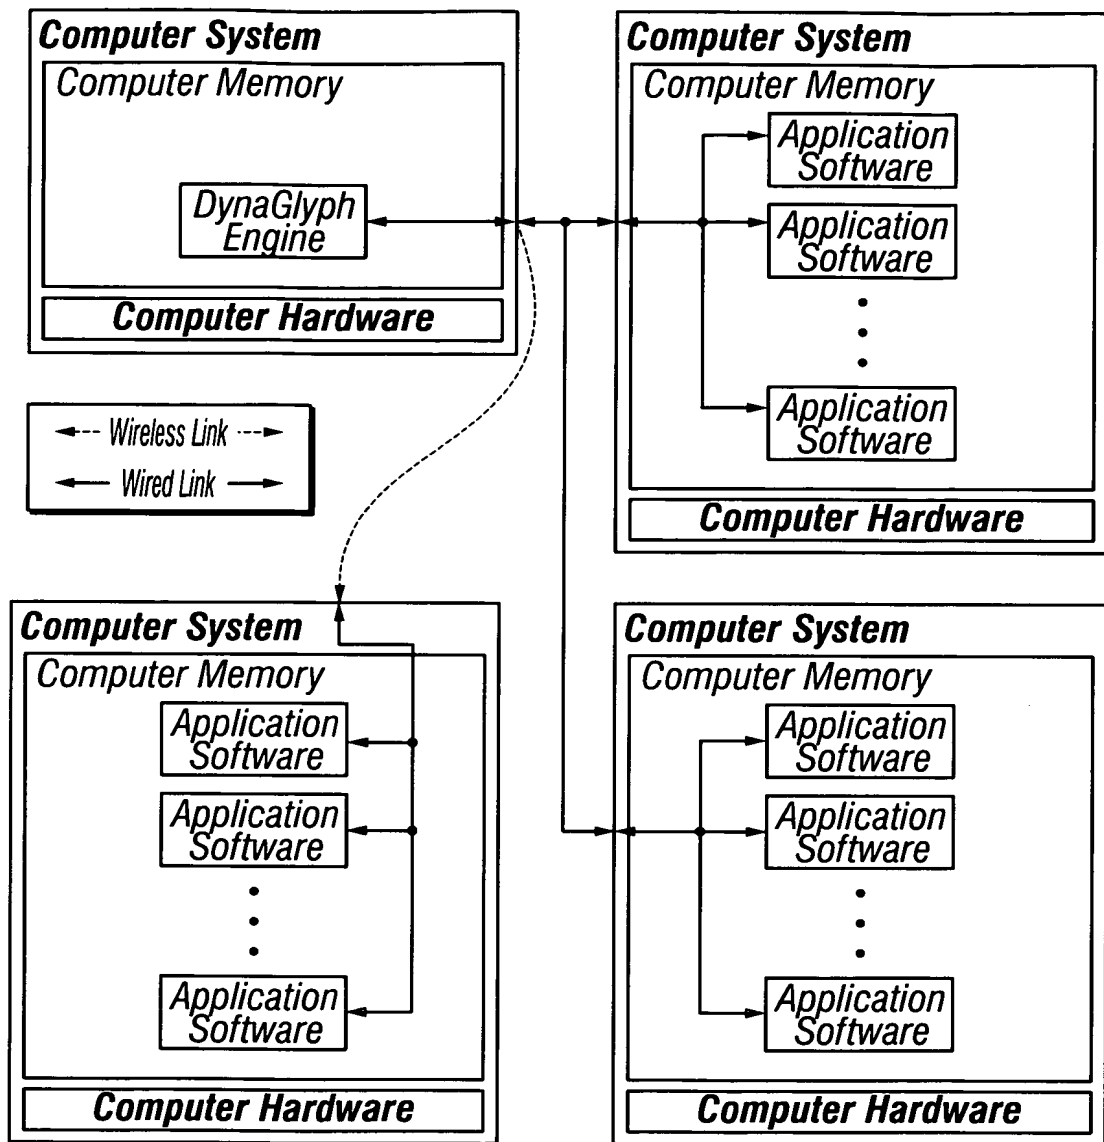 Computer System
Computer Memory
DynaGlyph
Engine
Computer Hardware
Computer System
Computer Memory
Application
Software
Application
Software
Application
Software
Computer Hardware
Wireless Link
Wired Link
Computer System
Computer Memory
Application
Software
Application
Software
Application
Software
Computer Hardware
Computer System
Computer Memory
Application
Software
Application
Software
Application
Software
Computer Hardware